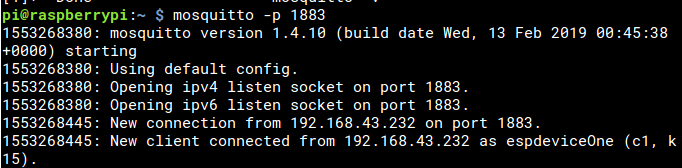 pi@raspberrypi:~ $ mosquitto -p 1883
1553268380: mosquitto version 1.4.10 (build date Wed, 13 Feb 2019 00:45:38
+0000) starting
1553268380: Using default config.
1553268380: Opening ipv4 listen socket on port 1883.
1553268380: Opening ipv6 listen socket on port 1883.
1553268445: New connection from 192.168.43.232 on port 1883.
1553268445: New client connected from 192.168.43.232 as espdeviceOne (c1, k
15).